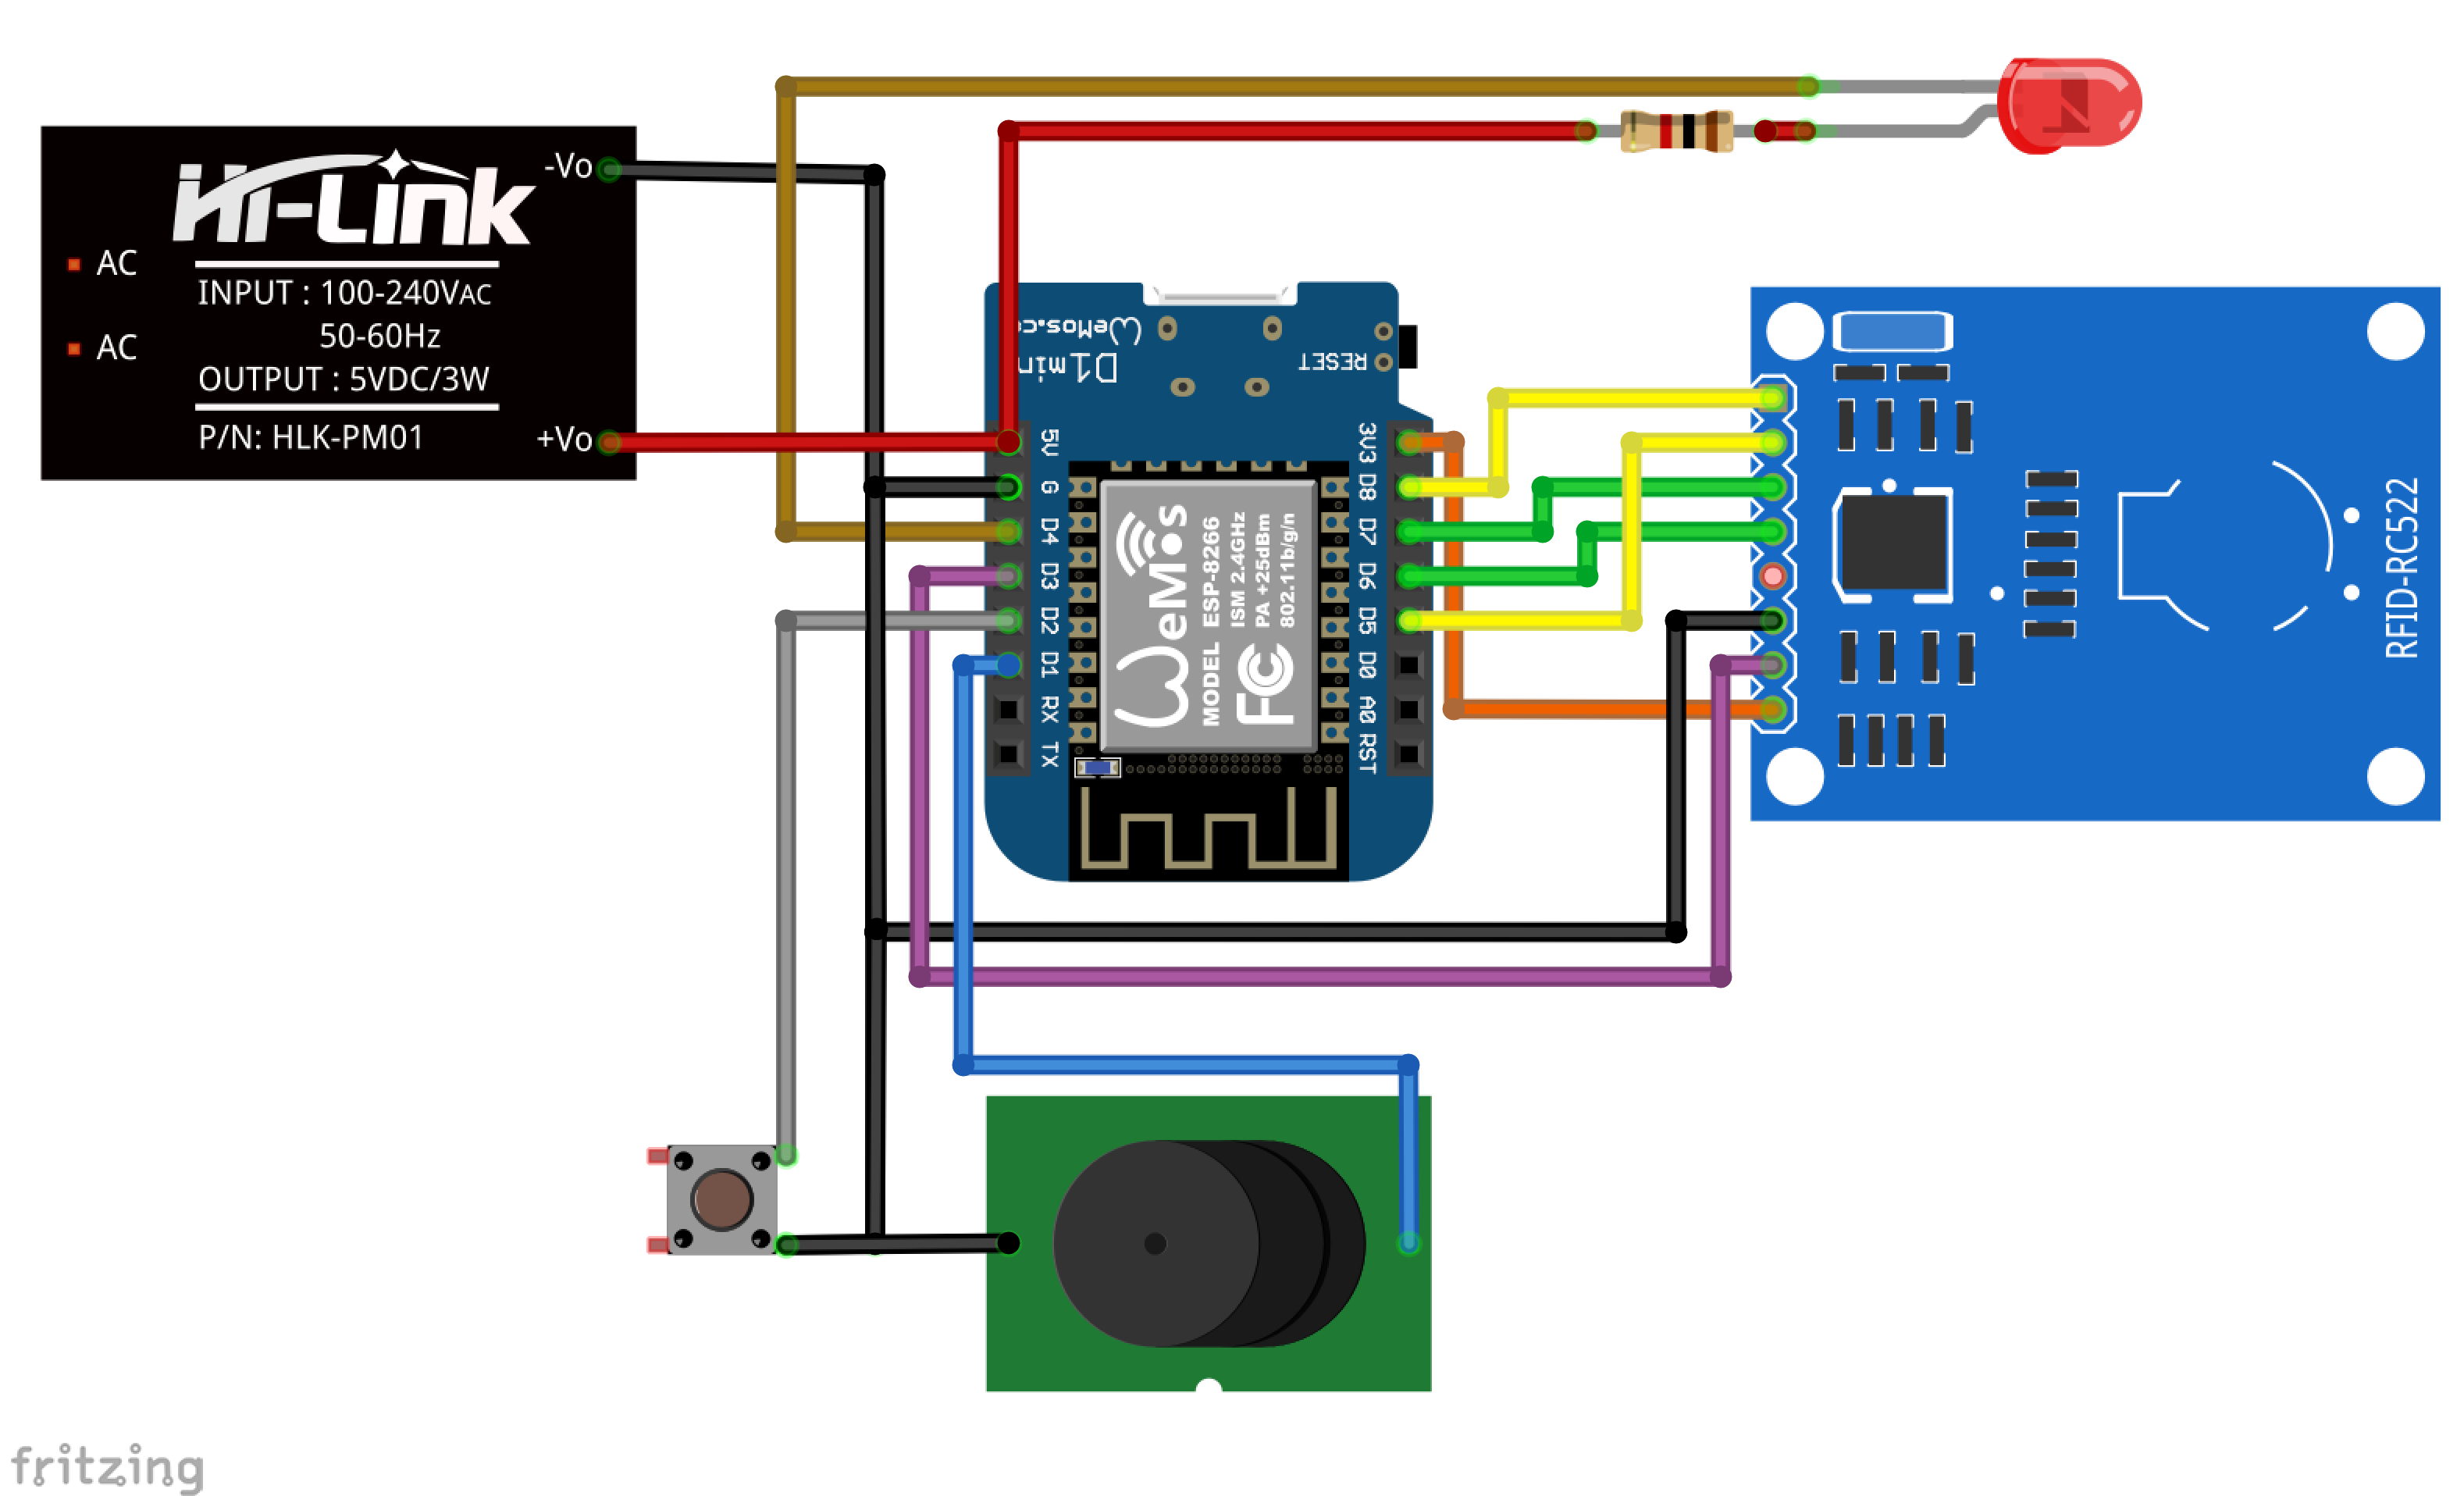 Hi-Link
-Vo
AC
INPUT : 100-240VAC
50-60Hz
AC
OUTPUT : 5VDC/3W
P/N: HLK-PM01
+Vo
WeMos.c
D1min
RESET
5V
G
D4
D3
D2
D1
RX
TX
3V3
D8
D7
D6
D5
D0
A0
RST
WeMos
MODEL ESP-8266
ISM 2.4GHz
PA +25dBm
802.11b/g/n
FC
RFID-RC522
fritzing